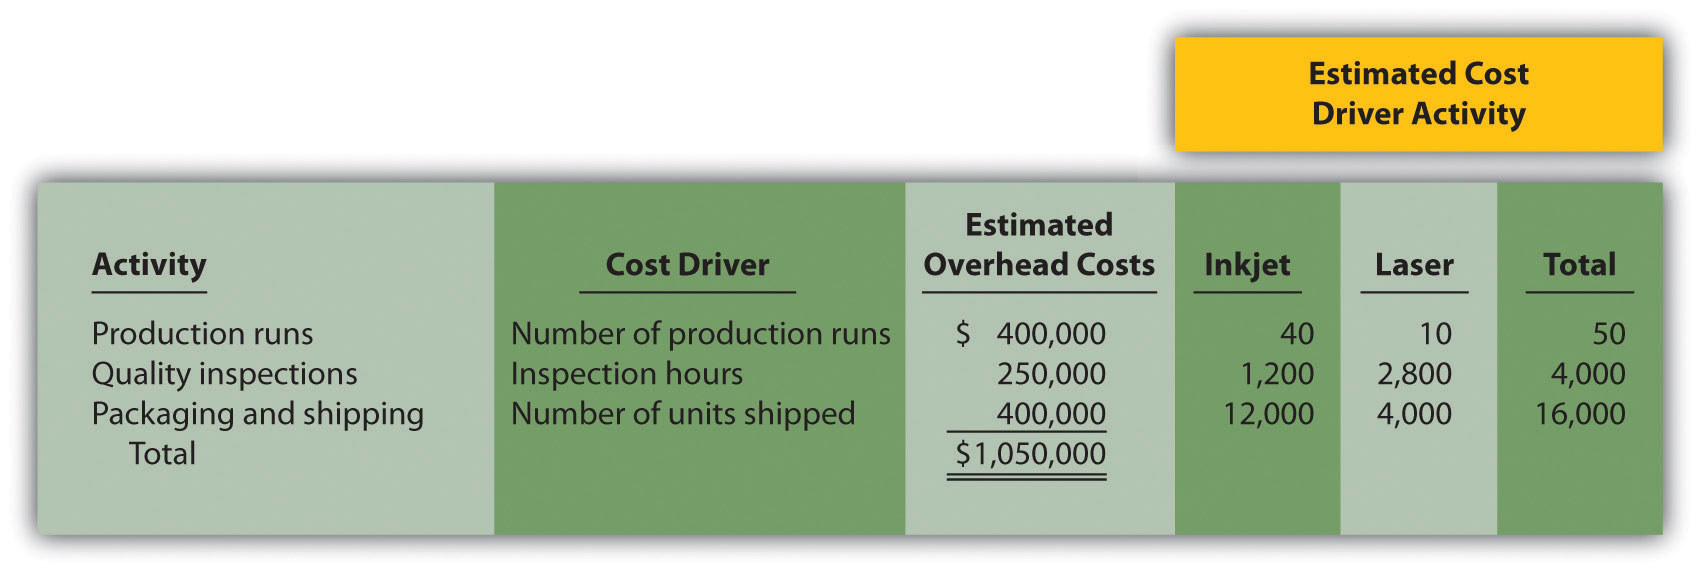 Estimated Cost
Driver Activity
Estimated
Activity Cost Driver Overhead Costs Inkjet Laser Total
Production runs Number of production runs $ 400,000 40 10 50
Quality inspections Inspection hours 250,000 1,200 2,800 4,000
Packaging and shipping Number of units shipped 400,000 12,000 4,000 16,000
Total $1,050,000